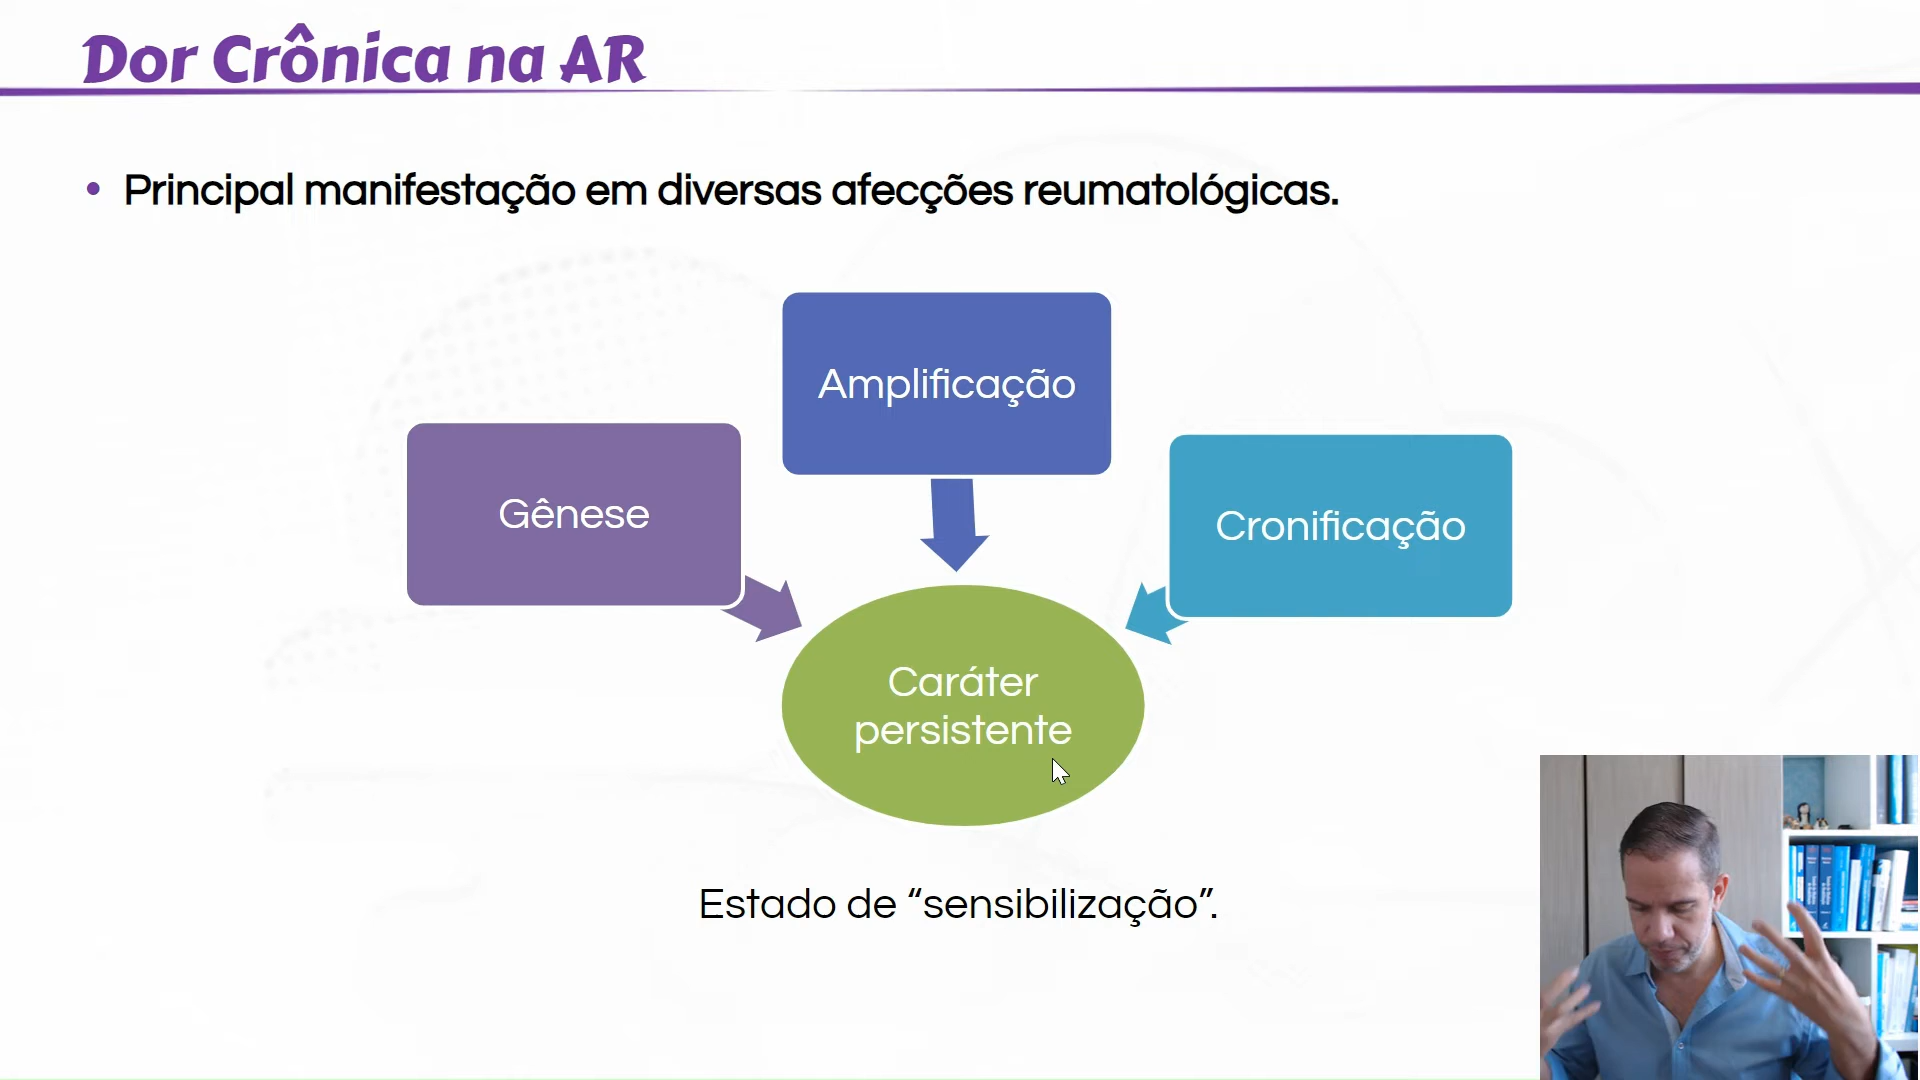 Dor Crônica na AR
• Principal manifestação em diversas afecções reumatológicas.
Amplificação
Gênese
Cronificação
Caráter
persistente
Estado de “sensibilização”.